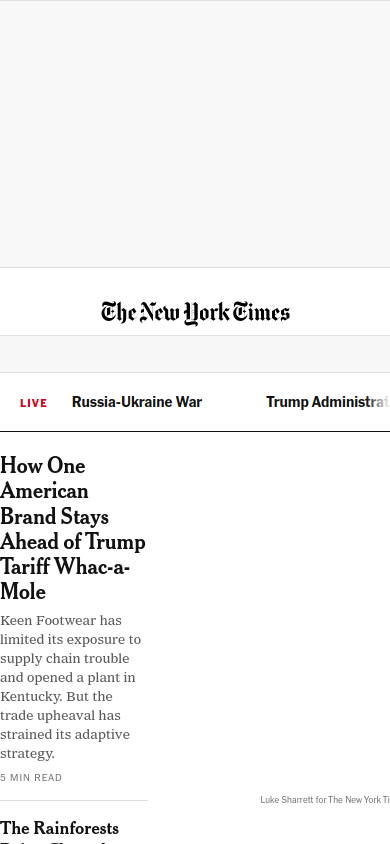 The New York Times
LIVE
Russia-Ukraine War
Trump Administrat
How One
American
Brand Stays
Ahead of Trump
Tariff Whac-a-
Mole
Keen Footwear has
limited its exposure to
supply chain trouble
and opened a plant in
Kentucky. But the
trade upheaval has
strained its adaptive
strategy.
5 MIN READ
Luke Sharrett for The New York Ti
The Rainforests